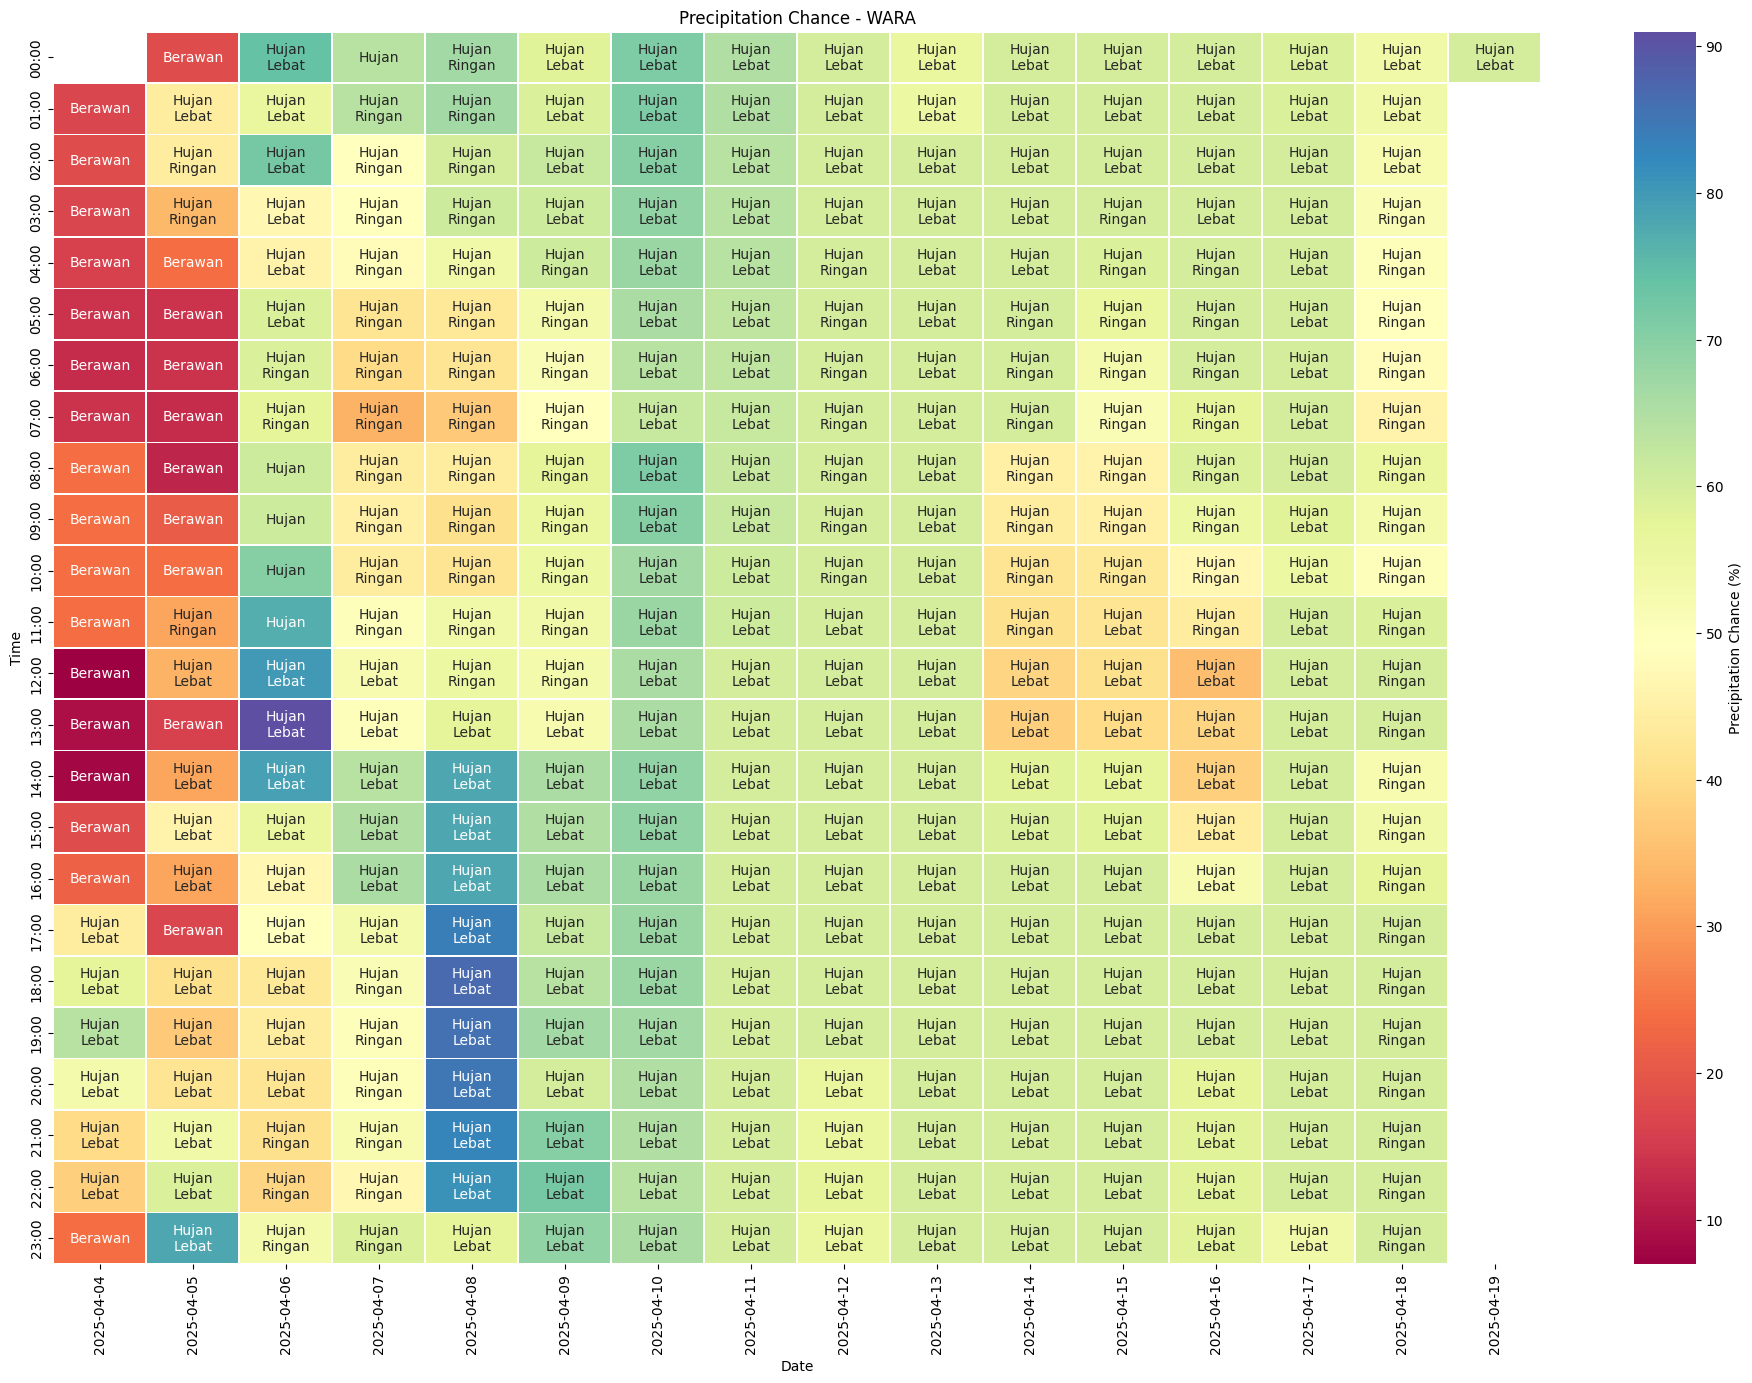 Precipitation Chance - WARA
00:00 Berawan Hujan Lebat Hujan Hujan Ringan Hujan Lebat Hujan Lebat Hujan Lebat Hujan Lebat Hujan Lebat Hujan Lebat Hujan Lebat Hujan Lebat Hujan Lebat Hujan Lebat Hujan Lebat
01:00 Berawan Hujan Lebat Hujan Lebat Hujan Ringan Hujan Ringan Hujan Lebat Hujan Lebat Hujan Lebat Hujan Lebat Hujan Lebat Hujan Lebat Hujan Lebat Hujan Lebat Hujan Lebat Hujan Lebat
02:00 Berawan Hujan Ringan Hujan Lebat Hujan Ringan Hujan Ringan Hujan Lebat Hujan Lebat Hujan Lebat Hujan Lebat Hujan Lebat Hujan Lebat Hujan Lebat Hujan Lebat Hujan Lebat Hujan Lebat
03:00 Berawan Hujan Ringan Hujan Lebat Hujan Ringan Hujan Ringan Hujan Lebat Hujan Lebat Hujan Lebat Hujan Lebat Hujan Lebat Hujan Lebat Hujan Ringan Hujan Lebat Hujan Lebat Hujan Ringan
04:00 Berawan Berawan Hujan Lebat Hujan Ringan Hujan Ringan Hujan Ringan Hujan Lebat Hujan Lebat Hujan Ringan Hujan Lebat Hujan Lebat Hujan Ringan Hujan Ringan Hujan Lebat Hujan Ringan
05:00 Berawan Berawan Hujan Lebat Hujan Ringan Hujan Ringan Hujan Ringan Hujan Lebat Hujan Lebat Hujan Ringan Hujan Lebat Hujan Ringan Hujan Ringan Hujan Ringan Hujan Lebat Hujan Ringan
06:00 Berawan Berawan Hujan Ringan Hujan Ringan Hujan Ringan Hujan Ringan Hujan Lebat Hujan Lebat Hujan Ringan Hujan Lebat Hujan Ringan Hujan Ringan Hujan Ringan Hujan Lebat Hujan Ringan
07:00 Berawan Berawan Hujan Ringan Hujan Ringan Hujan Ringan Hujan Ringan Hujan Lebat Hujan Lebat Hujan Ringan Hujan Lebat Hujan Ringan Hujan Ringan Hujan Ringan Hujan Lebat Hujan Ringan
08:00 Berawan Berawan Hujan Hujan Ringan Hujan Ringan Hujan Ringan Hujan Lebat Hujan Lebat Hujan Ringan Hujan Lebat Hujan Ringan Hujan Ringan Hujan Ringan Hujan Lebat Hujan Ringan
09:00 Berawan Berawan Hujan Hujan Ringan Hujan Ringan Hujan Ringan Hujan Lebat Hujan Lebat Hujan Ringan Hujan Lebat Hujan Ringan Hujan Ringan Hujan Ringan Hujan Lebat Hujan Ringan
10:00 Berawan Berawan Hujan Hujan Ringan Hujan Ringan Hujan Ringan Hujan Lebat Hujan Lebat Hujan Ringan Hujan Lebat Hujan Ringan Hujan Ringan Hujan Ringan Hujan Lebat Hujan Ringan
11:00 Berawan Hujan Ringan Hujan Hujan Ringan Hujan Ringan Hujan Ringan Hujan Lebat Hujan Lebat Hujan Lebat Hujan Lebat Hujan Ringan Hujan Lebat Hujan Ringan Hujan Lebat Hujan Ringan
12:00 Berawan Hujan Lebat Hujan Lebat Hujan Lebat Hujan Ringan Hujan Ringan Hujan Lebat Hujan Lebat Hujan Lebat Hujan Lebat Hujan Lebat Hujan Lebat Hujan Lebat Hujan Lebat Hujan Ringan
13:00 Berawan Berawan Hujan Lebat Hujan Lebat Hujan Lebat Hujan Lebat Hujan Lebat Hujan Lebat Hujan Lebat Hujan Lebat Hujan Lebat Hujan Lebat Hujan Lebat Hujan Lebat Hujan Ringan
14:00 Berawan Hujan Lebat Hujan Lebat Hujan Lebat Hujan Lebat Hujan Lebat Hujan Lebat Hujan Lebat Hujan Lebat Hujan Lebat Hujan Lebat Hujan Lebat Hujan Lebat Hujan Lebat Hujan Ringan
15:00 Berawan Hujan Lebat Hujan Lebat Hujan Lebat Hujan Lebat Hujan Lebat Hujan Lebat Hujan Lebat Hujan Lebat Hujan Lebat Hujan Lebat Hujan Lebat Hujan Lebat Hujan Lebat Hujan Ringan
16:00 Berawan Hujan Lebat Hujan Lebat Hujan Lebat Hujan Lebat Hujan Lebat Hujan Lebat Hujan Lebat Hujan Lebat Hujan Lebat Hujan Lebat Hujan Lebat Hujan Lebat Hujan Lebat Hujan Ringan
17:00 Hujan Lebat Berawan Hujan Lebat Hujan Lebat Hujan Lebat Hujan Lebat Hujan Lebat Hujan Lebat Hujan Lebat Hujan Lebat Hujan Lebat Hujan Lebat Hujan Lebat Hujan Lebat Hujan Ringan
18:00 Hujan Lebat Hujan Lebat Hujan Lebat Hujan Ringan Hujan Lebat Hujan Lebat Hujan Lebat Hujan Lebat Hujan Lebat Hujan Lebat Hujan Lebat Hujan Lebat Hujan Lebat Hujan Lebat Hujan Ringan
19:00 Hujan Lebat Hujan Lebat Hujan Lebat Hujan Ringan Hujan Lebat Hujan Lebat Hujan Lebat Hujan Lebat Hujan Lebat Hujan Lebat Hujan Lebat Hujan Lebat Hujan Lebat Hujan Lebat Hujan Ringan
20:00 Hujan Lebat Hujan Lebat Hujan Lebat Hujan Ringan Hujan Lebat Hujan Lebat Hujan Lebat Hujan Lebat Hujan Lebat Hujan Lebat Hujan Lebat Hujan Lebat Hujan Lebat Hujan Lebat Hujan Ringan
21:00 Hujan Lebat Hujan Lebat Hujan Ringan Hujan Ringan Hujan Lebat Hujan Lebat Hujan Lebat Hujan Lebat Hujan Lebat Hujan Lebat Hujan Lebat Hujan Lebat Hujan Lebat Hujan Lebat Hujan Ringan
22:00 Hujan Lebat Hujan Lebat Hujan Ringan Hujan Ringan Hujan Lebat Hujan Lebat Hujan Lebat Hujan Lebat Hujan Lebat Hujan Lebat Hujan Lebat Hujan Lebat Hujan Lebat Hujan Lebat Hujan Ringan
23:00 Berawan Hujan Lebat Hujan Ringan Hujan Ringan Hujan Lebat Hujan Lebat Hujan Lebat Hujan Lebat Hujan Lebat Hujan Lebat Hujan Lebat Hujan Lebat Hujan Lebat Hujan Lebat Hujan Ringan
Time
2025-04-04 2025-04-05 2025-04-06 2025-04-07 2025-04-08 2025-04-09 2025-04-10 2025-04-11 2025-04-12 2025-04-13 2025-04-14 2025-04-15 2025-04-16 2025-04-17 2025-04-18 2025-04-19
Date
90
80
70
60
50
40
30
20
10
Precipitation Chance (%)